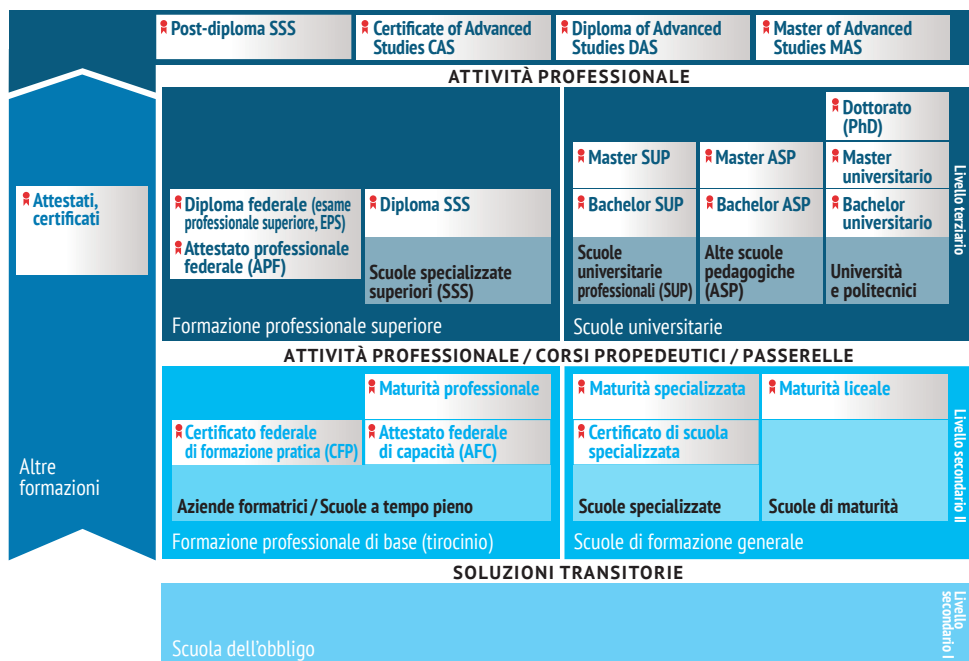 Post-diploma SSS
Certificate of Advanced
Studies CAS
Diploma of Advanced
Studies DAS
Master of Advanced
Studies MAS
ATTIVITÀ PROFESSIONALE
Attestati,
certificati
Altre
formazioni
Diploma federale (esame
professionale superiore, EPS)
Attestato professionale
federale (APF)
Diploma SSS
Scuole specializzate
superiori (SSS)
Formazione professionale superiore
Master SUP
Bachelor SUP
Scuole
universitarie
professionali (SUP)
Master ASP
Bachelor ASP
Alte scuole
pedagogiche
(ASP)
Dottorato
(PhD)
Master
universitario
Bachelor
universitario
Università
e politecnici
Scuole universitarie
Livello terziario
ATTIVITÀ PROFESSIONALE / CORSI PROPEDEUTICI / PASSERELLE
Maturità professionale
Certificato federale
di formazione pratica (CFP)
Attestato federale
di capacità (AFC)
Aziende formatrici / Scuole a tempo pieno
Formazione professionale di base (tirocinio)
Maturità specializzata
Certificato di scuola
specializzata
Scuole specializzate
Maturità liceale
Scuole di maturità
Scuole di formazione generale
Livello secondario II
SOLUZIONI TRANSITORIE
Scuola dell'obbligo
Livello
secondario I